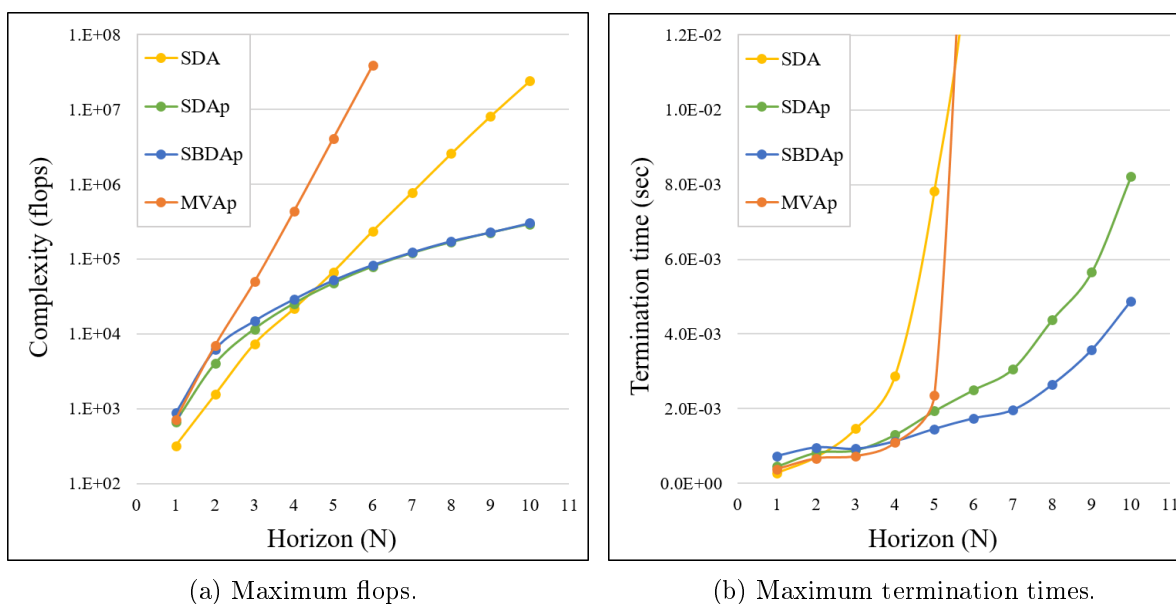 1.E+08
1.E+07
1.E+06
1.E+05
1.E+04
1.E+03
1.E+02
Complexity (flops)
SDA
SDAp
SBDAp
MVAp
0 1 2 3 4 5 6 7 8 9 10 11
Horizon (N)
(a) Maximum flops.
1.2E-02
1.0E-02
8.0E-03
6.0E-03
4.0E-03
2.0E-03
0.0E+00
Termination time (sec)
SDA
SDAp
SBDAp
MVAp
0 1 2 3 4 5 6 7 8 9 10 11
Horizon (N)
(b) Maximum termination times.